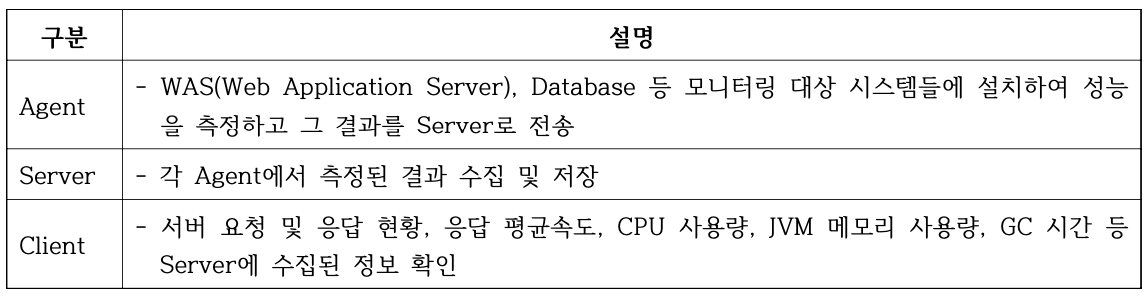 구분 설명
Agent - WAS(Web Application Server), Database 등 모니터링 대상 시스템들에 설치하여 성능
을 측정하고 그 결과를 Server로 전송
Server - 각 Agent에서 측정된 결과 수집 및 저장
Client - 서버 요청 및 응답 현황, 응답 평균속도, CPU 사용량, JVM 메모리 사용량, GC 시간 등
Server에 수집된 정보 확인